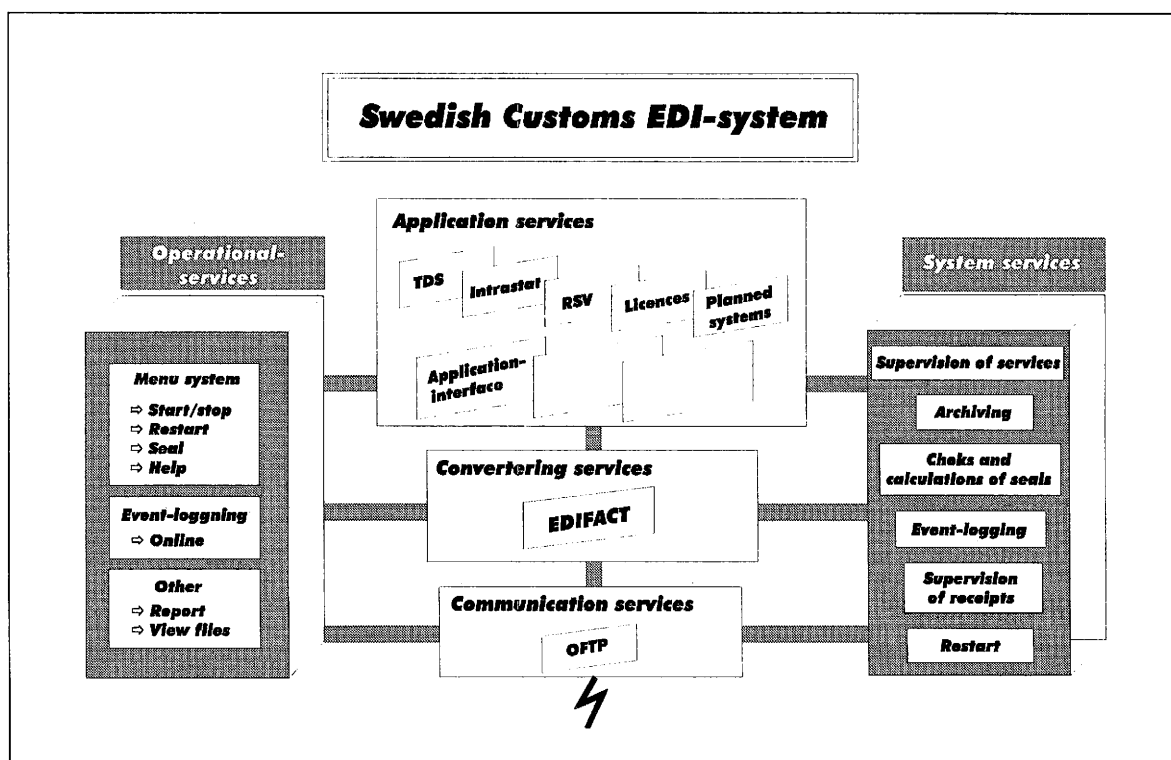 Swedish Customs EDI-system
Application services
TDS
Intrastat
RSV
Licences
Planned
systems
Application-
interface
Operational-
services
Menu system
⇨ Start/stop
⇨ Restart
⇨ Seal
⇨ Help
Event-loggning
⇨ Online
Other
⇨ Report
⇨ View files
Convertering services
EDIFACT
Communication services
OFTP
System services
Supervision of services
Archiving
Choks and
calculations of seals
Event-logging
Supervision
of receipts
Restart